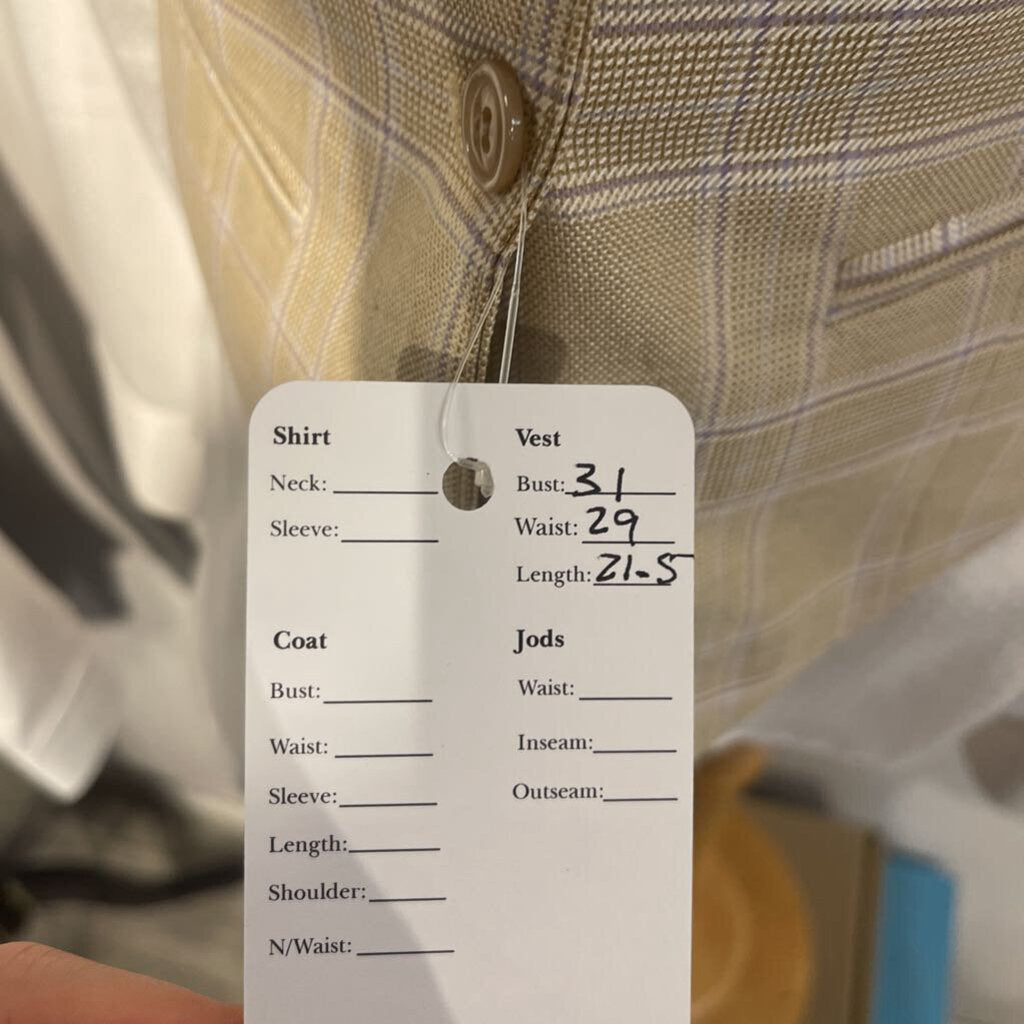 Shirt
Neck:
Sleeve:
Vest
Bust: 31
Waist: 29
Length: 21.5
Coat
Bust:
Waist:
Sleeve:
Length:
Shoulder:
N/Waist:
Jods
Waist:
Inseam:
Outseam: